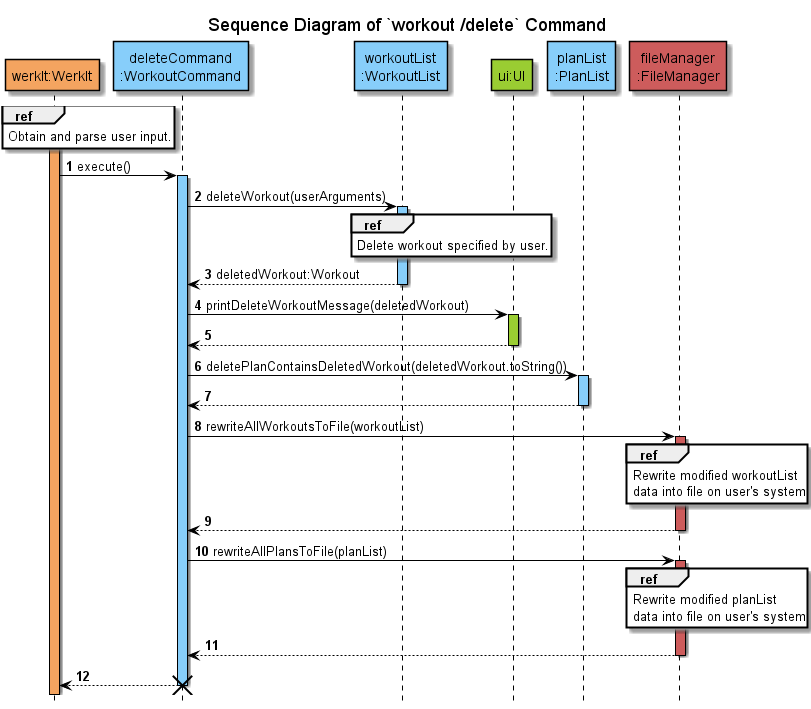 Sequence Diagram of `workout /delete` Command
werkIt:WerkIt
deleteCommand
:WorkoutCommand
workoutList
:WorkoutList
ui:UI
planList
:PlanList
fileManager
:FileManager
ref
Obtain and parse user input.
1 execute()
2 deleteWorkout(userArguments)
ref
Delete workout specified by user.
3 deletedWorkout:Workout
4 printDeleteWorkoutMessage(deletedWorkout)
5
6 deletePlanContainsDeletedWorkout(deletedWorkout.toString())
7
8 rewriteAllWorkoutsToFile(workoutList)
ref
Rewrite modified workoutList
data into file on user's system
9
10 rewriteAllPlansToFile(planList)
ref
Rewrite modified planList
data into file on user's system
11
12